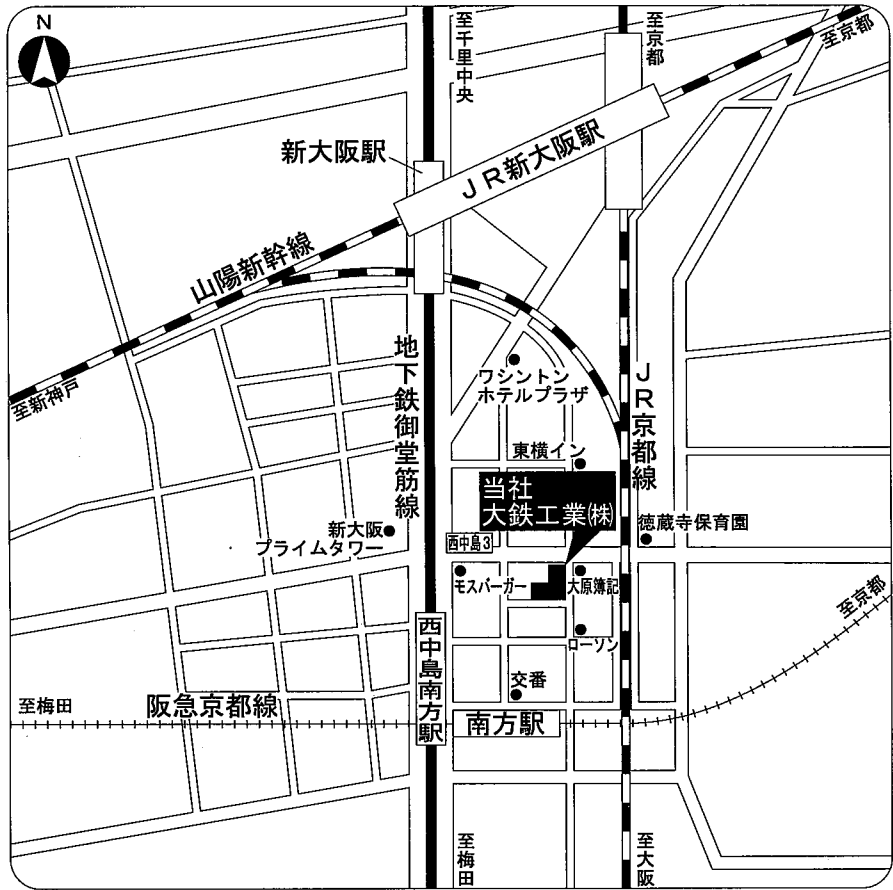 N
至千里中央
至京都
至京都
新大阪駅
JR新大阪駅
山陽新幹線
至新神戸
地下鉄御堂筋線
ワシントン
ホテルプラザ
JR京都線
東横イン
当社
大鉄工業㈱
新大阪
プライムタワー
西中島3
徳蔵寺保育園
モスバーガー
大原簿記
至京都
ローソン
西中島南方駅
交番
至梅田
阪急京都線
南方駅
至梅田
至大阪